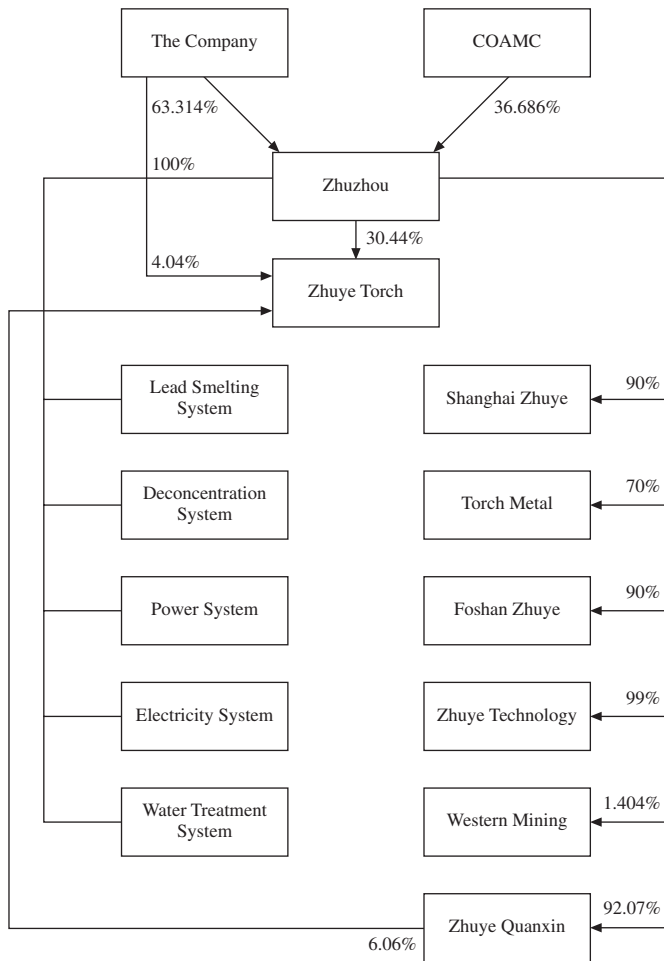 The Company
COAMC
63.314%
36.686%
100%
Zhuzhou
30.44%
4.04%
Zhuye Torch
Lead Smelting
System
Shanghai Zhuye
90%
Deconcentration
System
Torch Metal
70%
Power System
Foshan Zhuye
90%
Electricity System
Zhuye Technology
99%
Water Treatment
System
Western Mining
1.404%
Zhuye Quanxin
92.07%
6.06%